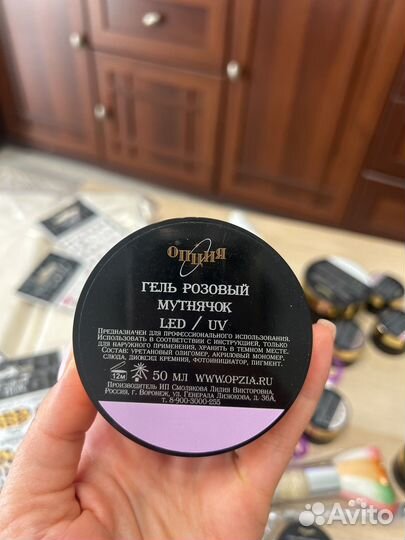 ОПЦИЯ
ГЕЛЬ РОЗОВЫЙ
МУТНЯЧОК
LED / UV
ПРЕДНАЗНАЧЕН ДЛЯ ПРОФЕССИОНАЛЬНОГО ИСПОЛЬЗОВАНИЯ.
ИСПОЛЬЗОВАТЬ В СООТВЕТСТВИИ С ИНСТРУКЦИЕЙ, ТОЛЬКО
ДЛЯ НАРУЖНОГО ПРИМЕНЕНИЯ, ХРАНИТЬ В ТЕМНОМ МЕСТЕ.
СОСТАВ: УРЕТАНОВЫЙ ОЛИГОМЕР, АКРИЛОВЫЙ МОНОМЕР,
СЛЮДА, ДИОКСИД КРЕМНИЯ, ФОТОИНИЦИАТОР, ПИГМЕНТ.
12М 50 МЛ WWW.OPZIA.RU
ПРОИЗВОДИТЕЛЬ ИП СМОЛЯКОВА ЛИЛИЯ ВИКТОРОВНА
РОССИЯ, Г. ВОРОНЕЖ, УЛ. ГЕНЕРАЛА ЛИЗЮКОВА, Д. 36А,
Т. 8-900-3000-255
Avito